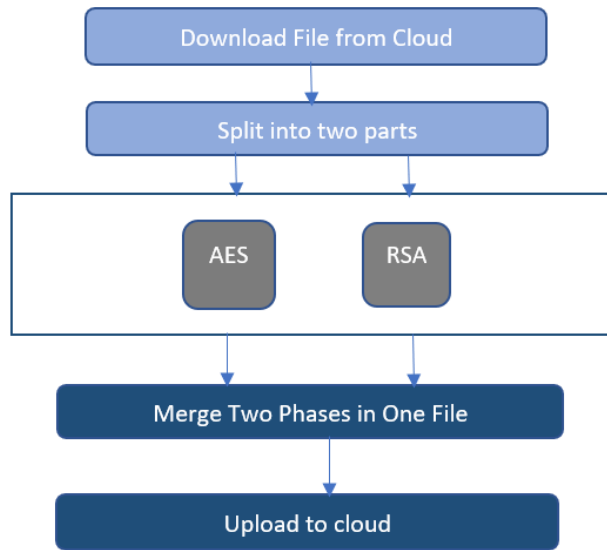 Download File from Cloud
Split into two parts
AES
RSA
Merge Two Phases in One File
Upload to cloud